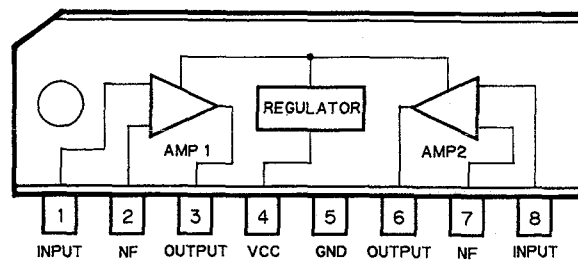 REGULATOR
AMP 1
AMP2
1 2 3 4 5 6 7 8
INPUT NF OUTPUT VCC GND OUTPUT NF INPUT